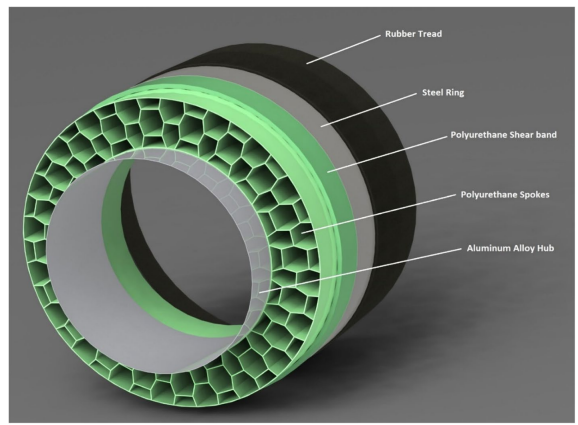 Rubber Tread
Steel Ring
Polyurethane Shear band
Polyurethane Spokes
Aluminum Alloy Hub